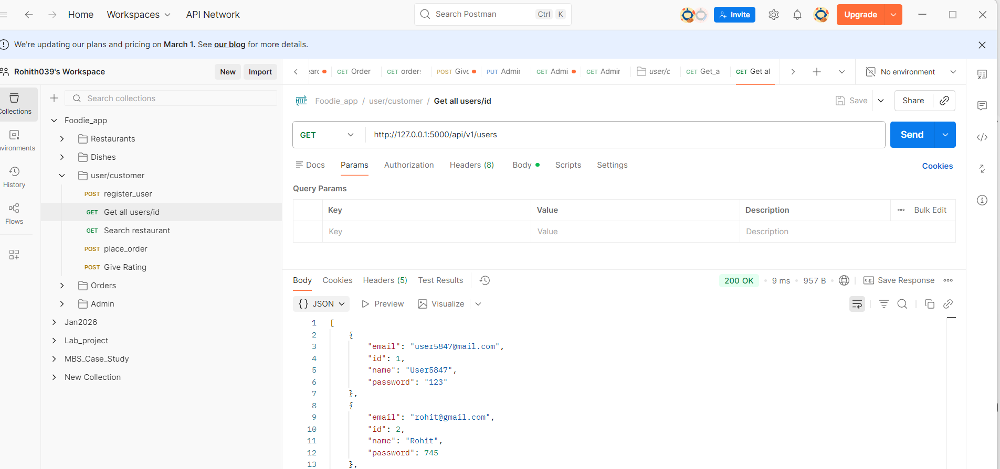 Home Workspaces API Network Search Postman Ctrl K Invite Upgrade
We're updating our plans and pricing on March 1. See our blog for more details.
Rohith039's Workspace New Import
GET Order GET orders POST Give PUT Admin GET Admi GET Admin user/c GET Get_a GET Get al No environment
Collections
Environments
History
Flows
Search collections
Foodie_app
Restaurants
Dishes
user/customer
POST register_user
GET Get all users/id
GET Search restaurant
POST place_order
POST Give Rating
Orders
Admin
Jan2026
Lab_project
MBS_Case_Study
New Collection
HTTP Foodie_app / user/customer / Get all users/id Save Share
GET http://127.0.0.1:5000/api/v1/users Send
Docs Params Authorization Headers (8) Body Scripts Settings Cookies
Query Params
Key Value Description Bulk Edit
Key Value Description
Body Cookies Headers (5) Test Results 200 OK • 9 ms • 957 B e.g. Save Response
{} JSON Preview Visualize
1 [
2 {
3 "email": "user5847@mail.com",
4 "id": 1,
5 "name": "User5847",
6 "password": "123"
7 },
8 {
9 "email": "rohit@gmail.com",
10 "id": 2,
11 "name": "Rohit",
12 "password": 745
13 },